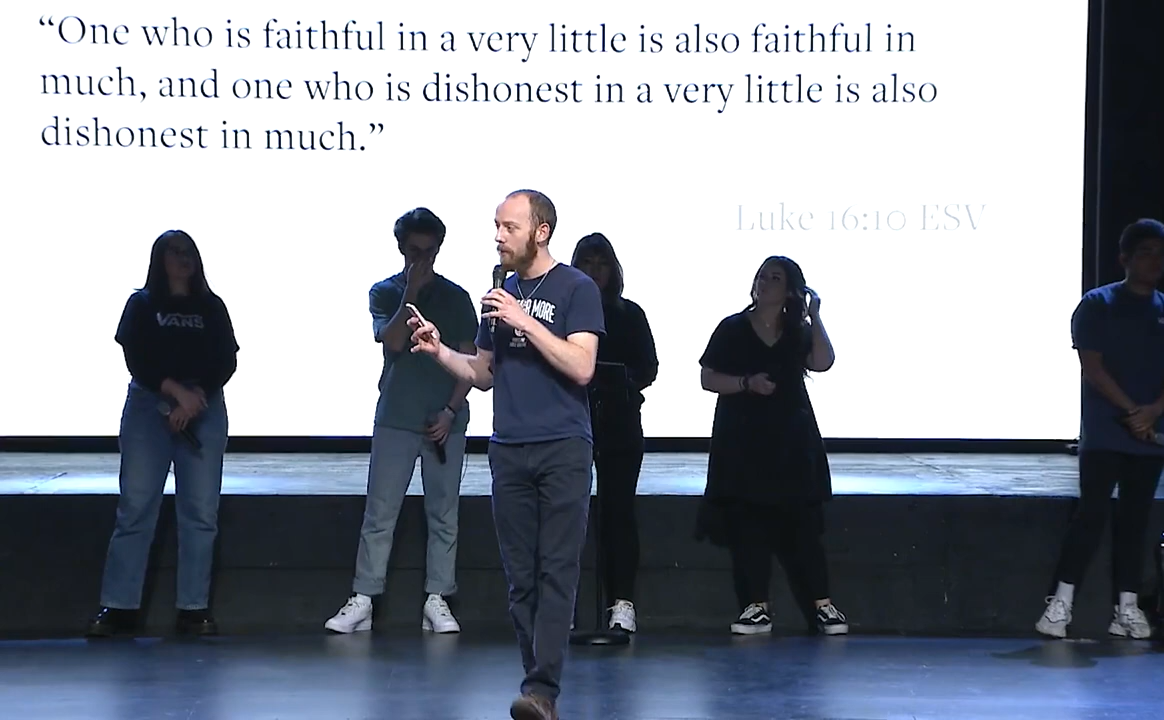 “One who is faithful in a very little is also faithful in
much, and one who is dishonest in a very little is also
dishonest in much.”
Luke 16:10 ESV
VANS
MORE